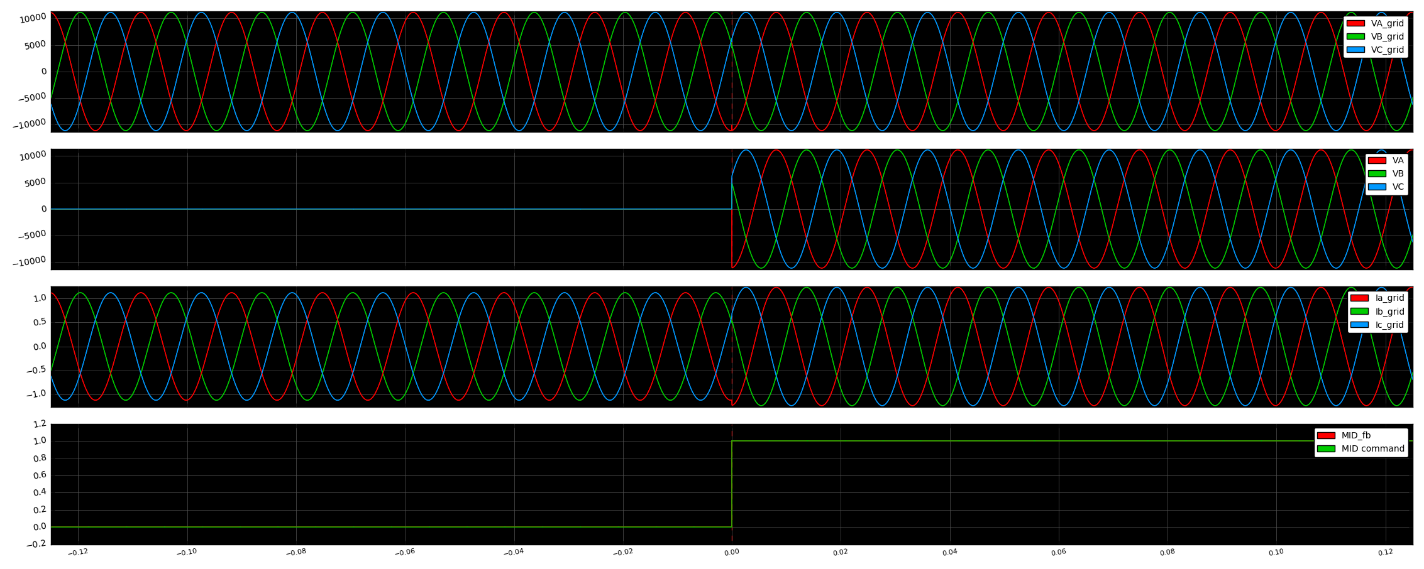 10000
5000
0
−5000
−10000
VA_grid
VB_grid
VC_grid
10000
5000
0
−5000
−10000
VA
VB
VC
1.0
0.5
0.0
−0.5
−1.0
Ia_grid
Ib_grid
Ic_grid
1.2
1.0
0.8
0.6
0.4
0.2
0.0
−0.2
MID_fb
MID command
−0.12 −0.10 −0.08 −0.06 −0.04 −0.02 0.00 0.02 0.04 0.06 0.08 0.10 0.12